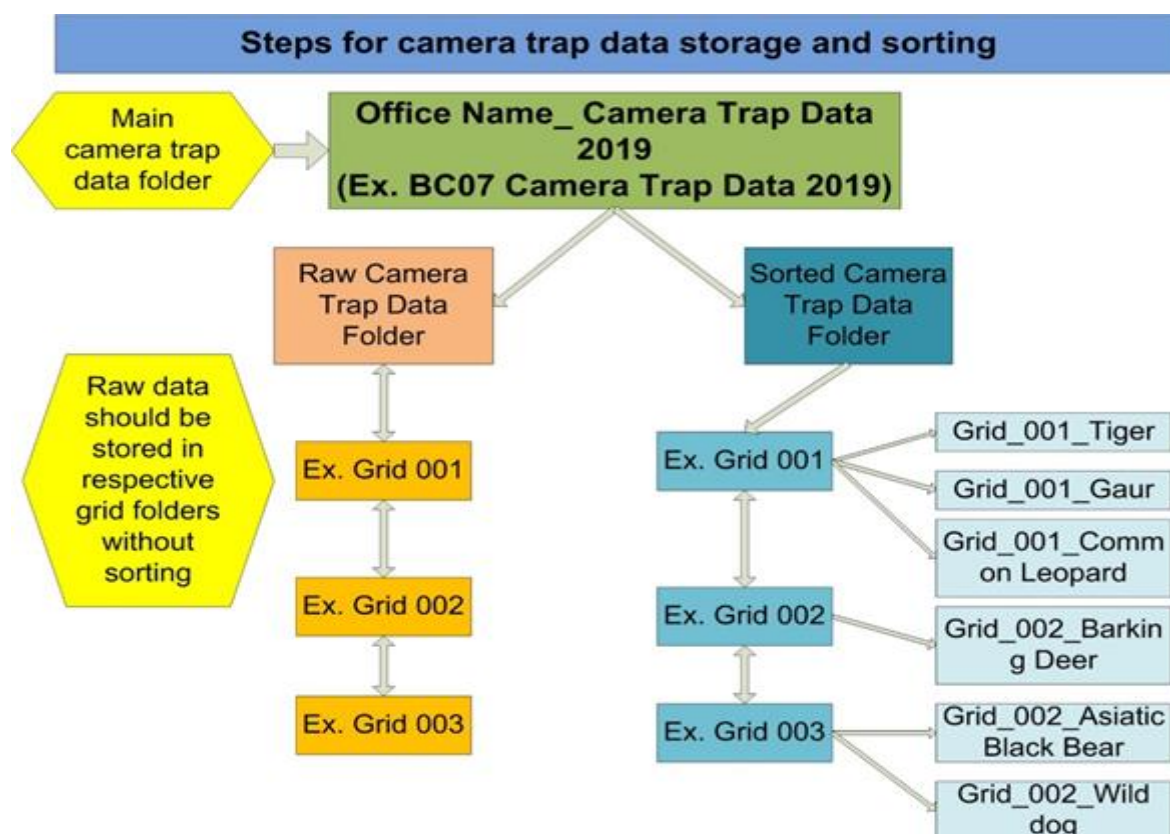 Steps for camera trap data storage and sorting
Main
camera trap
data folder
Office Name_ Camera Trap Data
2019
(Ex. BC07 Camera Trap Data 2019)
Raw Camera
Trap Data
Folder
Sorted Camera
Trap Data
Folder
Raw data
should be
stored in
respective
grid folders
without
sorting
Ex. Grid 001
Ex. Grid 002
Ex. Grid 003
Ex. Grid 001
Grid_001_Tiger
Grid_001_Gaur
Grid_001_Comm
on Leopard
Ex. Grid 002
Grid_002_Barkin
g Deer
Ex. Grid 003
Grid_002_Asiatic
Black Bear
Grid_002_Wild
dog